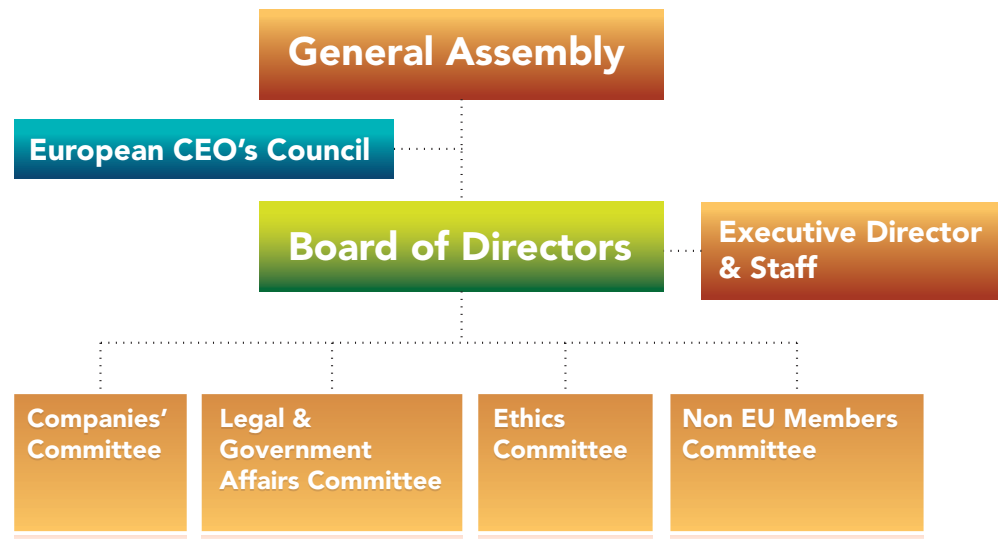 General Assembly
European CEO’s Council
Board of Directors
Executive Director
& Staff
Companies’
Committee
Legal &
Government
Affairs Committee
Ethics
Committee
Non EU Members
Committee